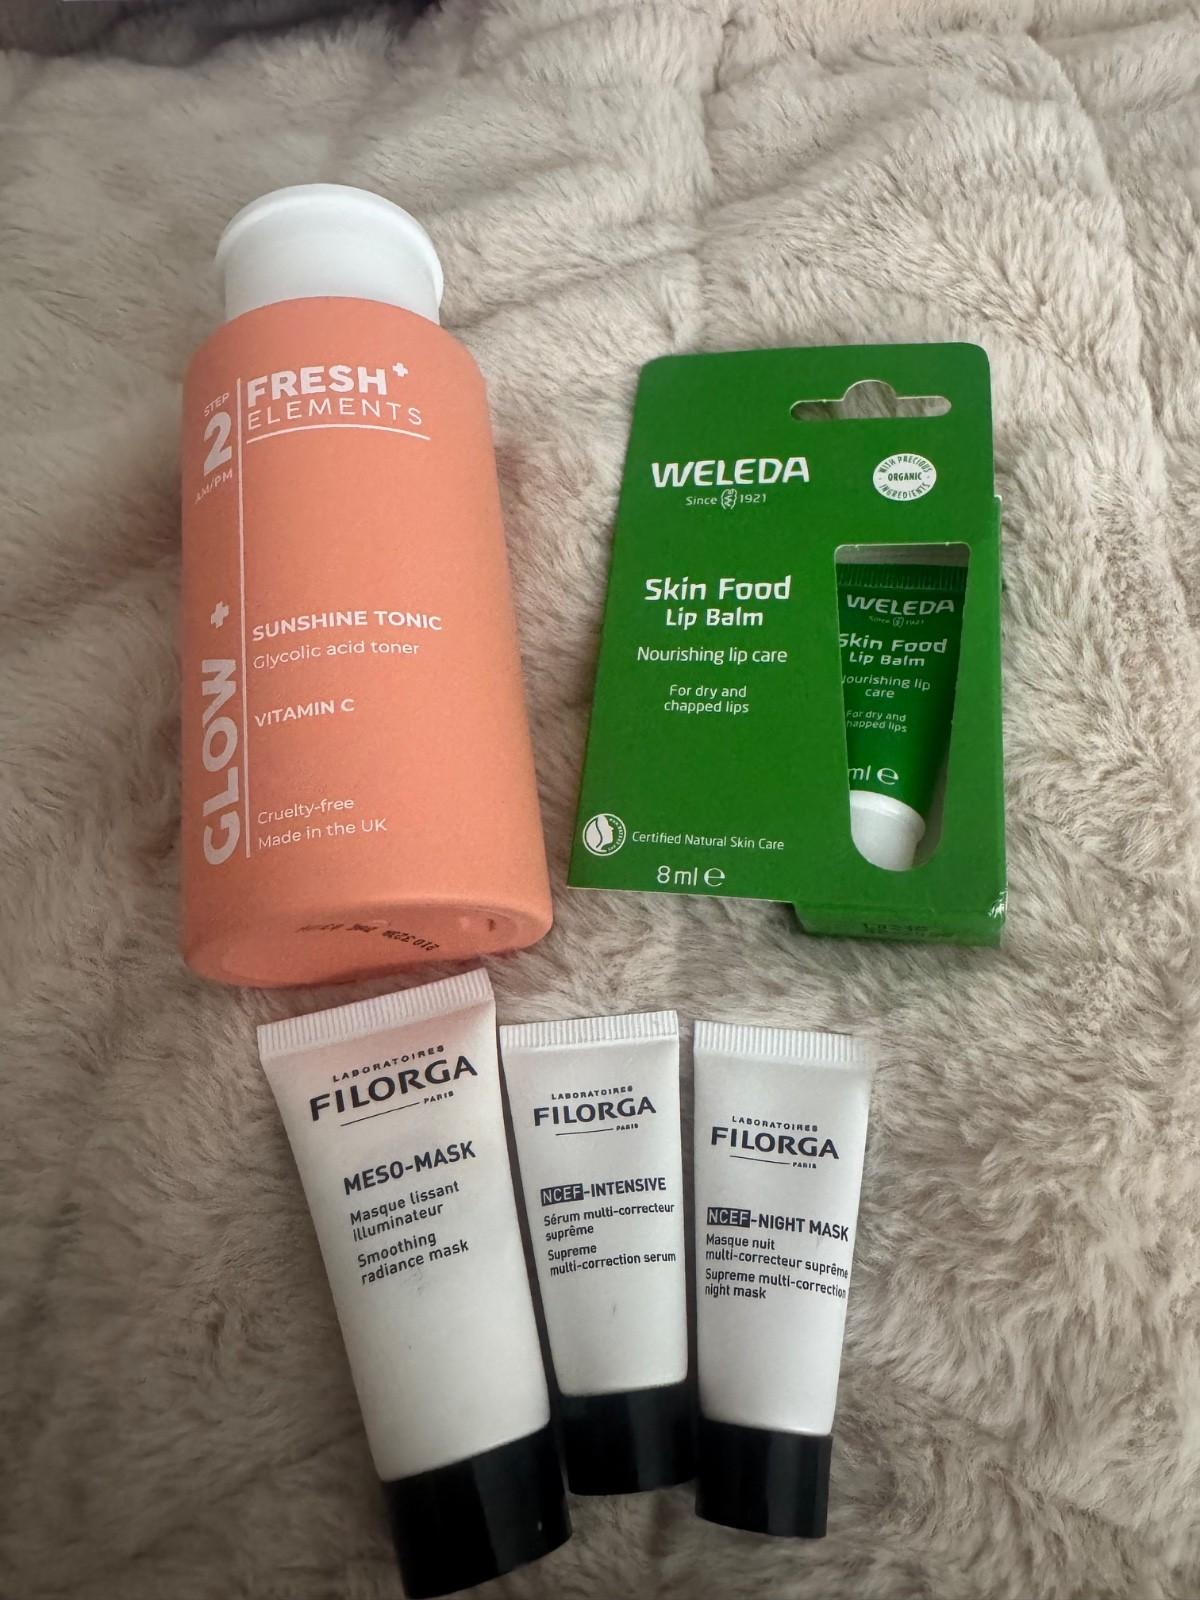 STEP
2
AM/PM
FRESH+
ELEMENTS
GLOW +
SUNSHINE TONIC
Glycolic acid toner
VITAMIN C
Cruelty-free
Made in the UK
WELEDA
Since 1921
WITH PRECIOUS
ORGANIC
INGREDIENTS
Skin Food
Lip Balm
Nourishing lip care
For dry and
chapped lips
Certified Natural Skin Care
8 ml e
WELEDA
Since 1921
Skin Food
Lip Balm
Nourishing lip
care
For dry and
chapped lips
ml e
LABORATOIRES
FILORGA
PARIS
MESO-MASK
Masque lissant
illuminateur
Smoothing
radiance mask
LABORATOIRES
FILORGA
PARIS
NCEF-INTENSIVE
Sérum multi-correcteur
suprême
Supreme
multi-correction serum
LABORATOIRES
FILORGA
PARIS
NCEF-NIGHT MASK
Masque nuit
multi-correcteur suprême
Supreme multi-correction
night mask